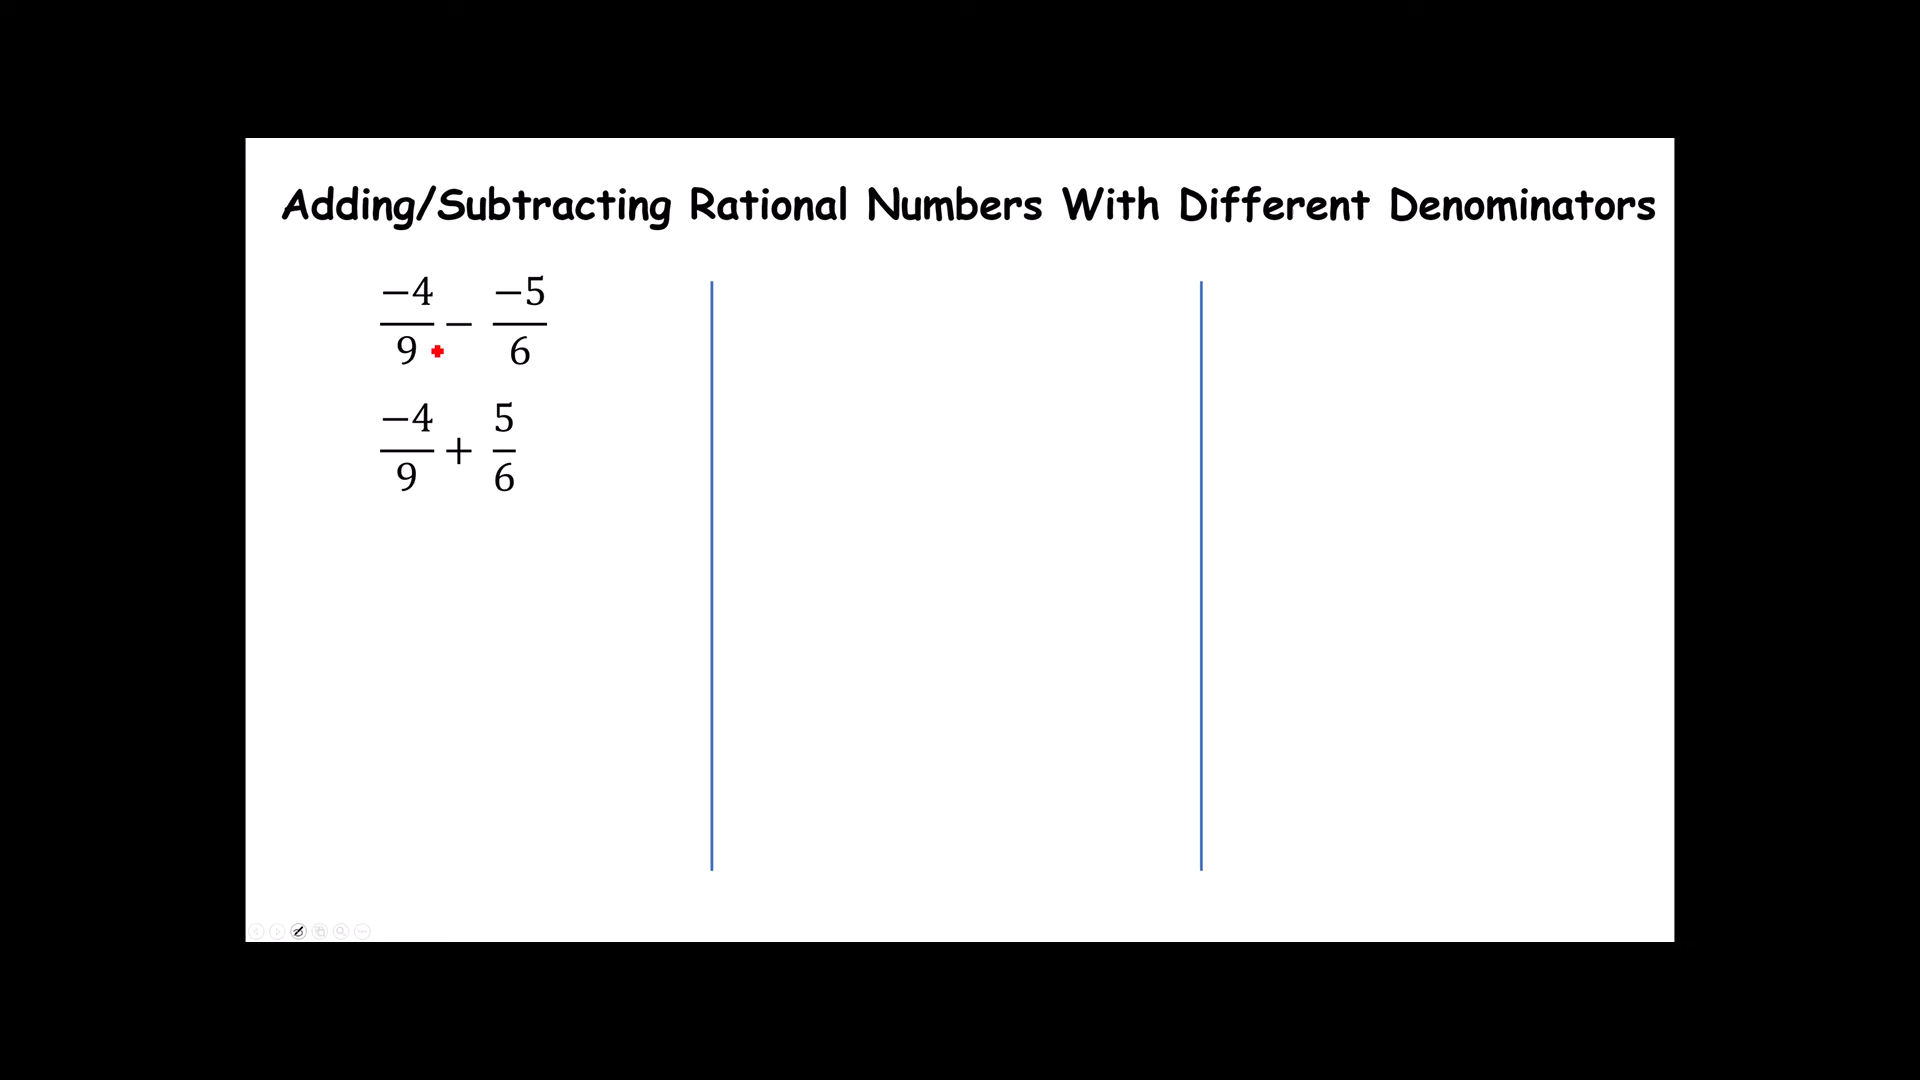 Adding/Subtracting Rational Numbers With Different Denominators
−4/9 − −5/6
−4/9 + 5/6